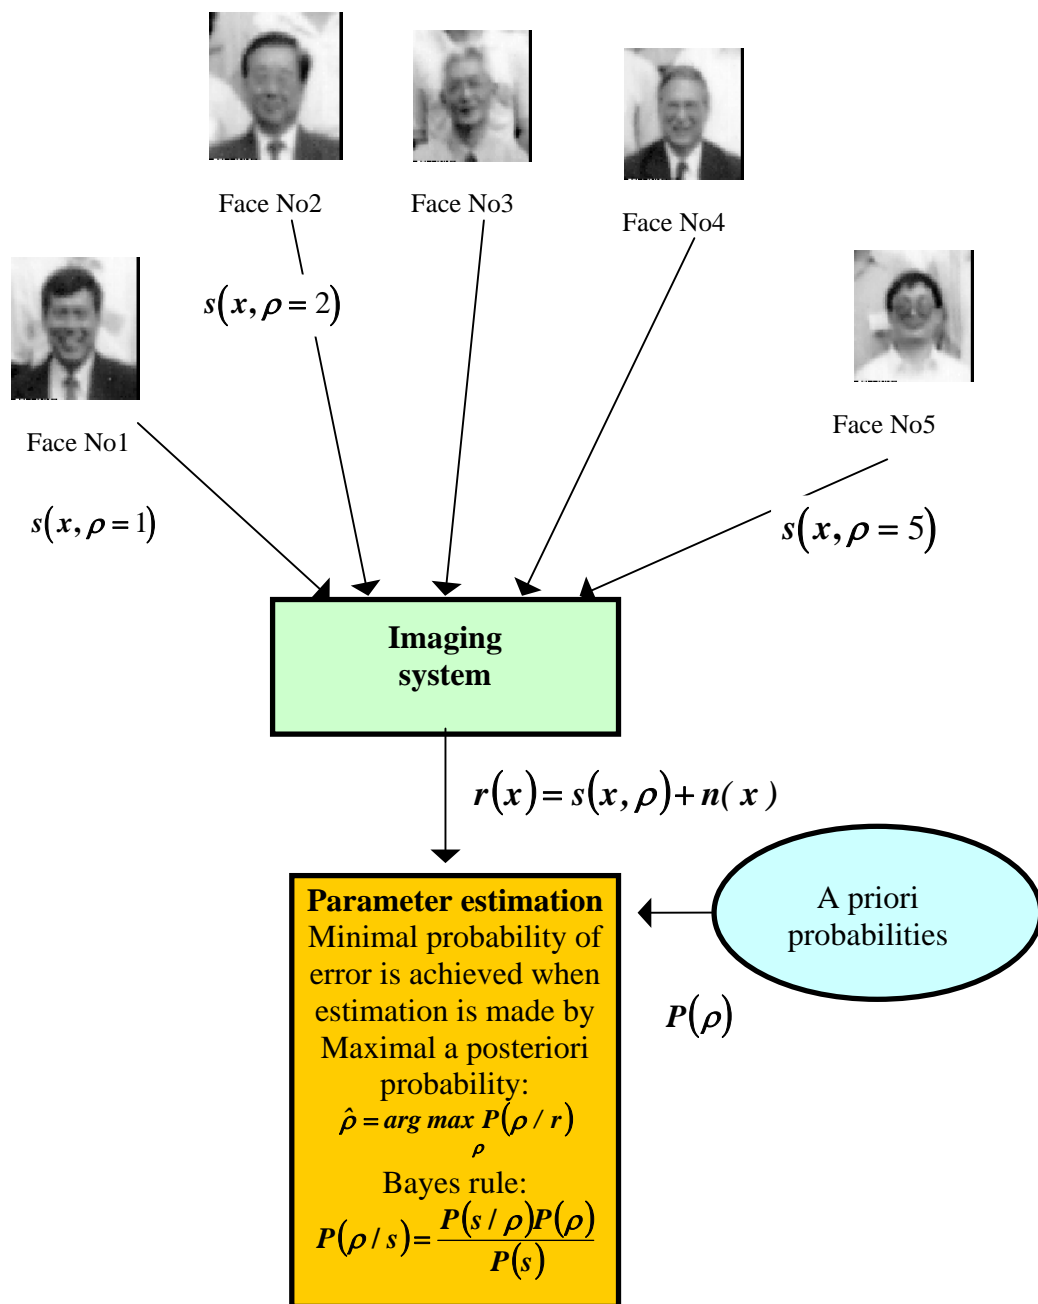 Face No2
Face No3
Face No4
s(x, ρ = 2)
Face No5
Face No1
s(x, ρ = 1)
s(x, ρ = 5)
Imaging
system
r(x) = s(x, ρ) + n( x )
Parameter estimation
Minimal probability of
error is achieved when
estimation is made by
Maximal a posteriori
probability:
ρ̂ = arg max P(ρ / r)
ρ
Bayes rule:
P(ρ / s) = P(s / ρ)P(ρ)
P(s)
A priori
probabilities
P(ρ)